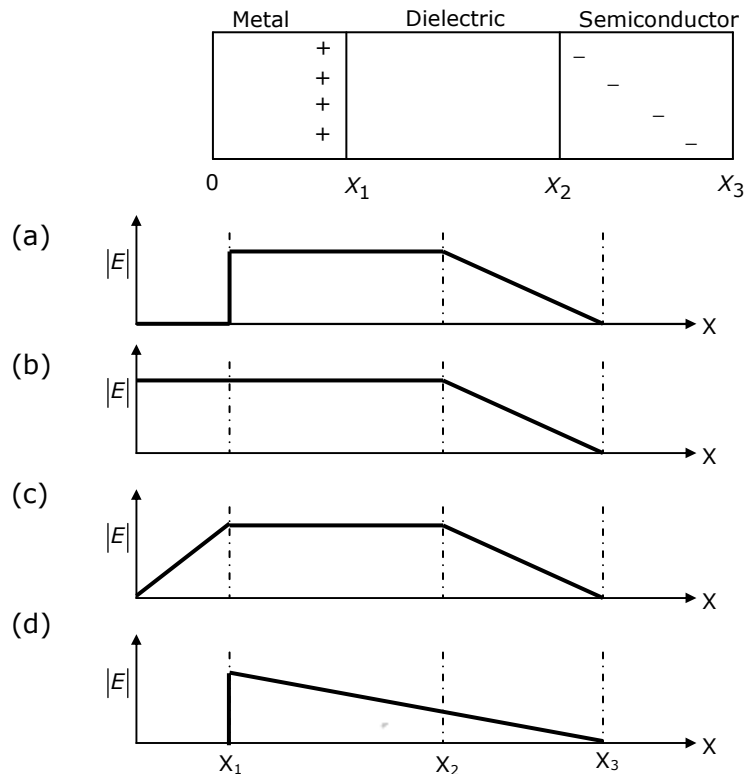 Metal Dielectric Semiconductor
+ −
+ −
+ −
+ −
0 X₁ X₂ X₃
(a)
|E|
X
(b)
|E|
X
(c)
|E|
X
(d)
|E|
X
X₁ X₂ X₃